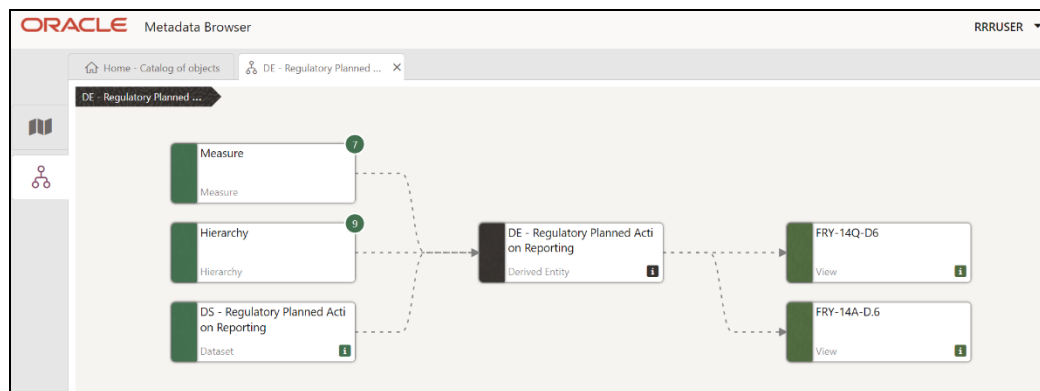 ORACLE Metadata Browser
RRRUSER
Home - Catalog of objects
DE - Regulatory Planned ...
DE - Regulatory Planned ...
7
Measure
Measure
9
Hierarchy
Hierarchy
DS - Regulatory Planned Acti
on Reporting
Dataset
i
DE - Regulatory Planned Acti
on Reporting
Derived Entity
i
FRY-14Q-D6
View
i
FRY-14A-D.6
View
i